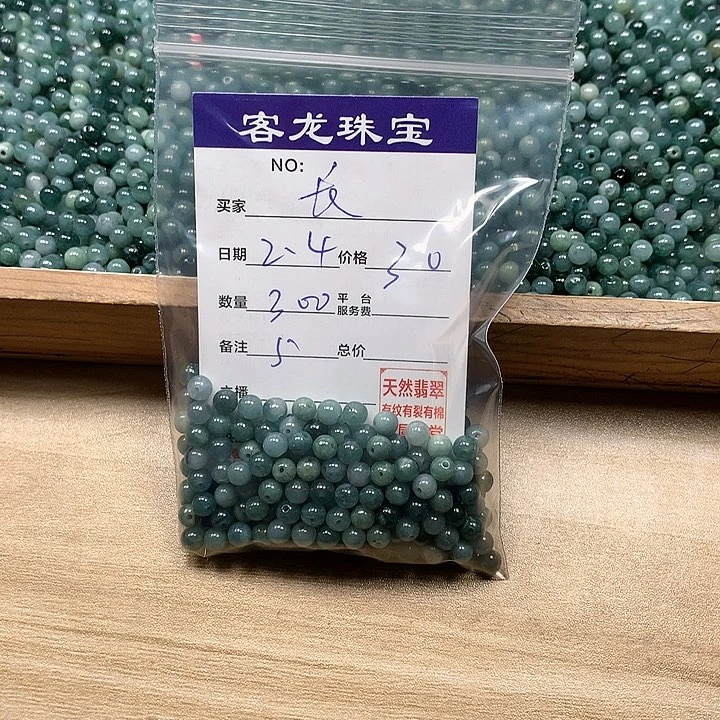 客龙珠宝
NO:
买家 长
日期 2.4 价格 30
数量 300 平台服务费
备注 5 总价
主播
天然翡翠
有纹有裂有棉